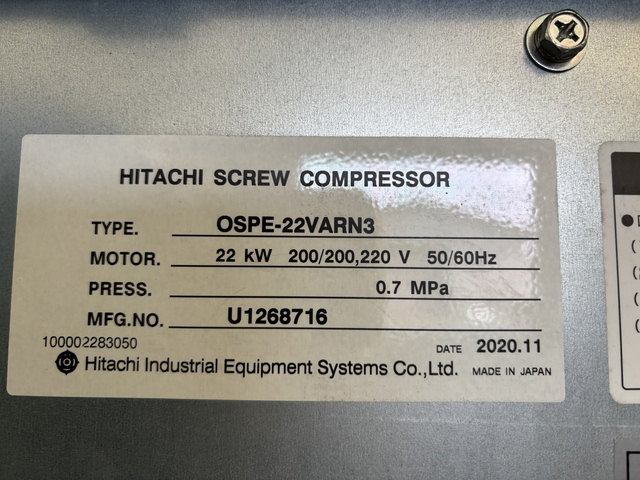 HITACHI SCREW COMPRESSOR
TYPE. OSPE-22VARN3
MOTOR. 22 kW 200/200,220 V 50/60Hz
PRESS. 0.7 MPa
MFG.NO. U1268716
100002283050
DATE 2020.11
Hitachi Industrial Equipment Systems Co.,Ltd. MADE IN JAPAN